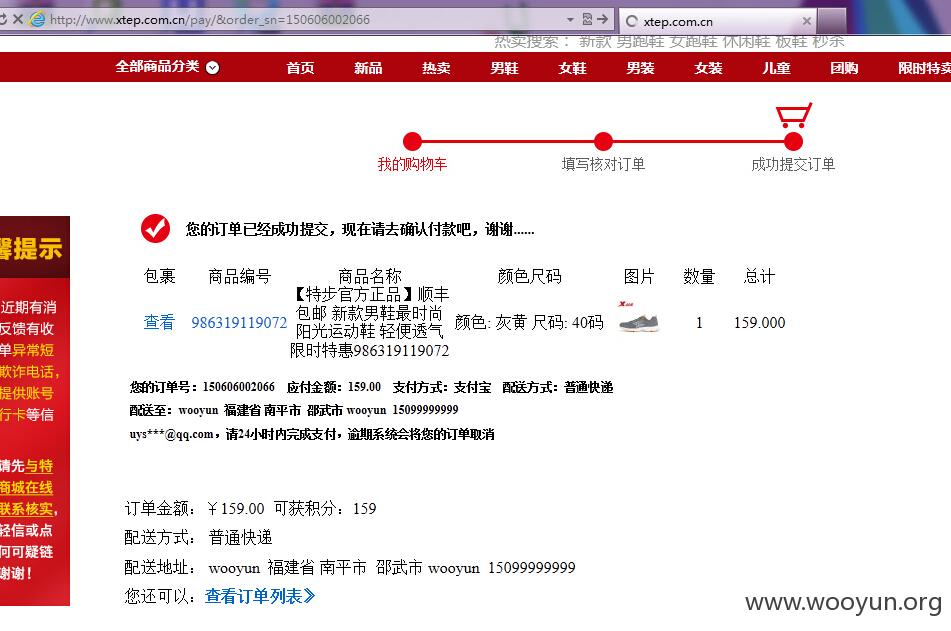 http://www.xtep.com.cn/pay/&order_sn=150606002066
xtep.com.cn
热卖搜索： 新款 男跑鞋 女跑鞋 休闲鞋 板鞋 秒杀
全部商品分类 首页 新品 热卖 男鞋 女鞋 男装 女装 儿童 团购 限时特卖
我的购物车 填写核对订单 成功提交订单
您的订单已经成功提交，现在请去确认付款吧，谢谢......
馨提示
近期有消
反馈有收
单异常短
欺诈电话，
提供账号
行卡等信
请先与特
商城在线
联系核实，
轻信或点
何可疑链
谢谢！
包裹 商品编号 商品名称 颜色尺码 图片 数量 总计
查看 986319119072 【特步官方正品】顺丰
包邮 新款男鞋最时尚
阳光运动鞋 轻便透气
限时特惠986319119072
颜色: 灰黄 尺码: 40码 1 159.000
您的订单号：150606002066 应付金额：159.00 支付方式：支付宝 配送方式：普通快递
配送至：wooyun 福建省 南平市 邵武市 wooyun 15099999999
uys***@qq.com，请24小时内完成支付，逾期系统会将您的订单取消
订单金额：￥159.00 可获积分：159
配送方式： 普通快递
配送地址： wooyun 福建省 南平市 邵武市 wooyun 15099999999
您还可以：查看订单列表》
www.wooyun.org